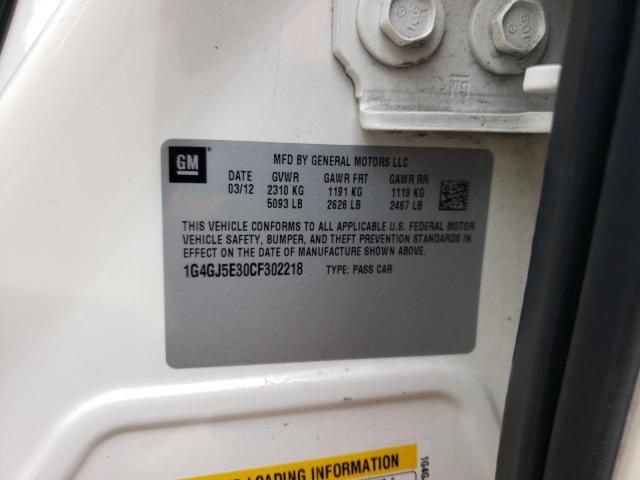 GM
MFD BY GENERAL MOTORS LLC
DATE GVWR GAWR FRT GAWR RR
03/12 2310 KG 1191 KG 1119 KG
5093 LB 2626 LB 2467 LB
THIS VEHICLE CONFORMS TO ALL APPLICABLE U.S. FEDERAL MOTOR
VEHICLE SAFETY, BUMPER, AND THEFT PREVENTION STANDARDS IN
EFFECT ON THE DATE OF MANUFACTURE SHOWN ABOVE.
1G4GJ5E30CF302218 TYPE: PASS CAR
LOADING INFORMATION
1G4G